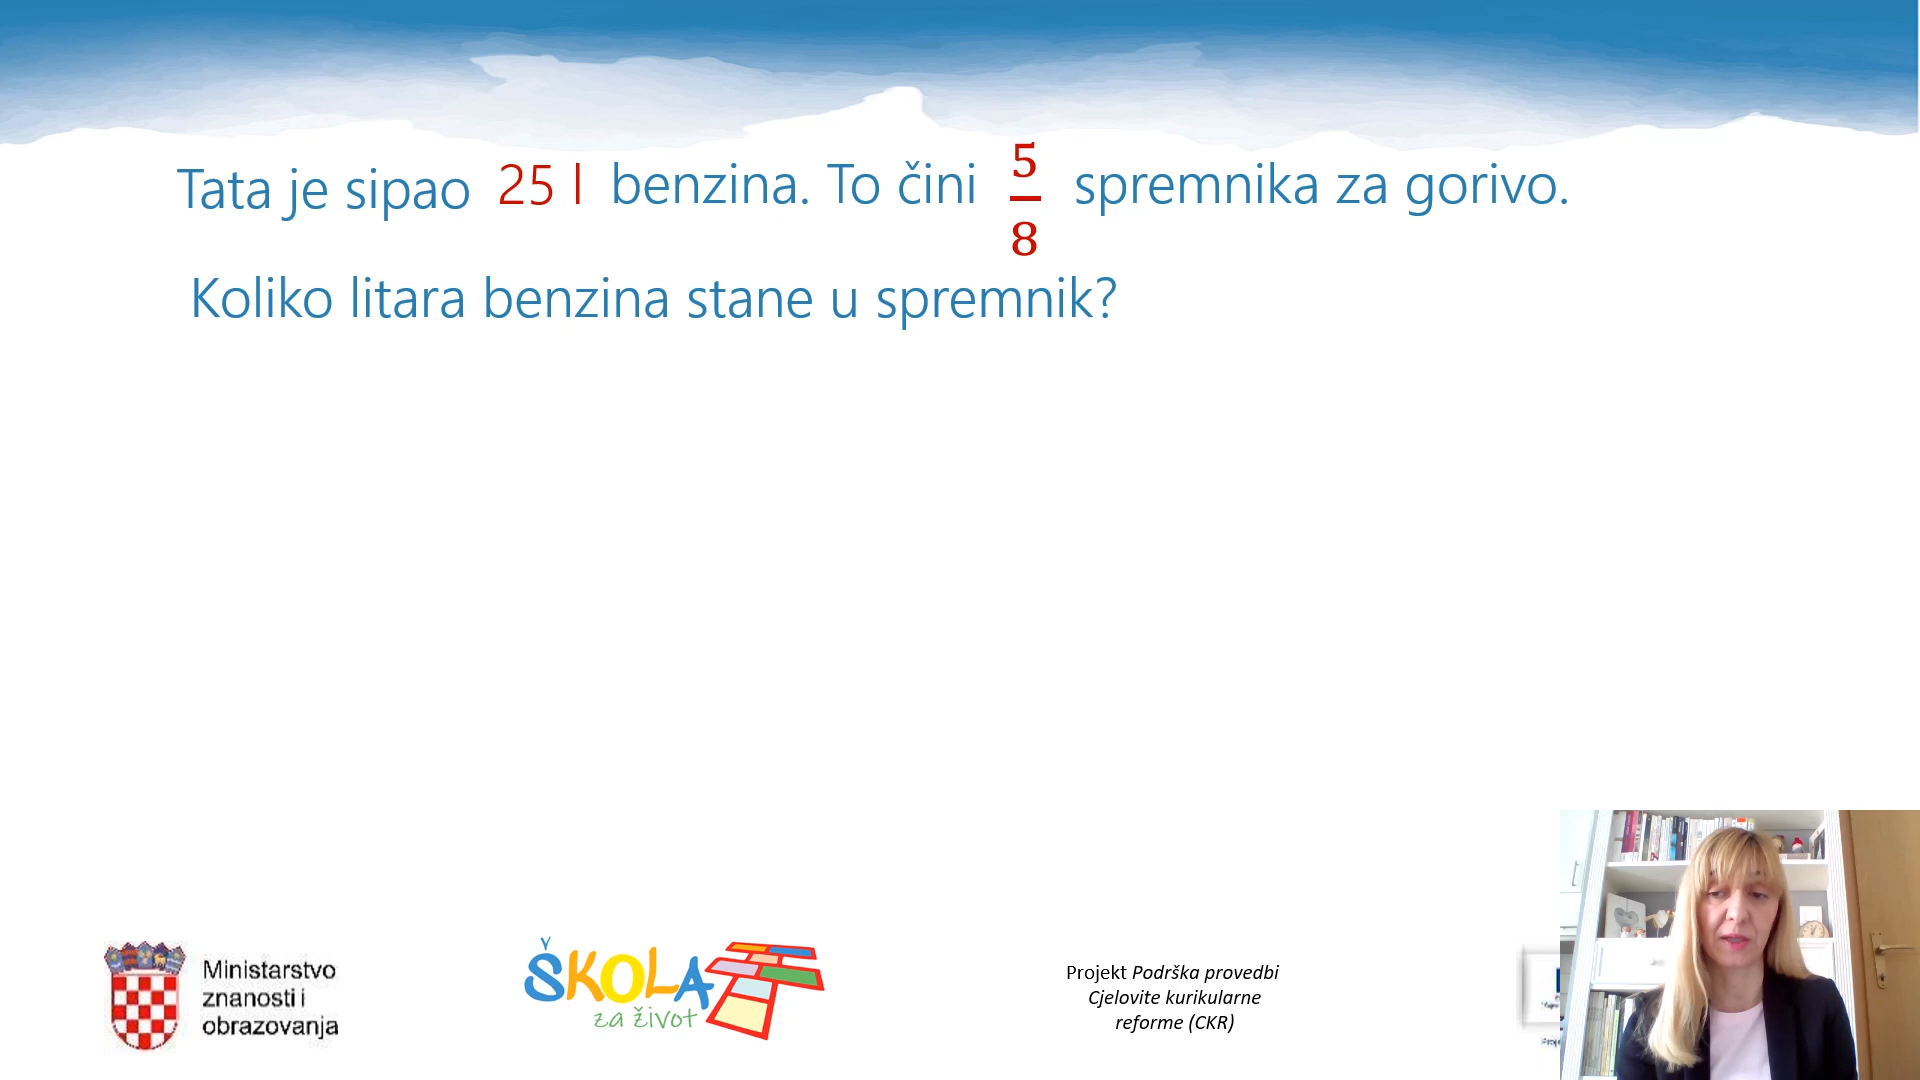 Tata je sipao 25 l benzina. To čini 5/8 spremnika za gorivo.
Koliko litara benzina stane u spremnik?
Ministarstvo
znanosti i
obrazovanja
ŠKOLA
za život
Projekt Podrška provedbi
Cjelovite kurikularne
reforme (CKR)